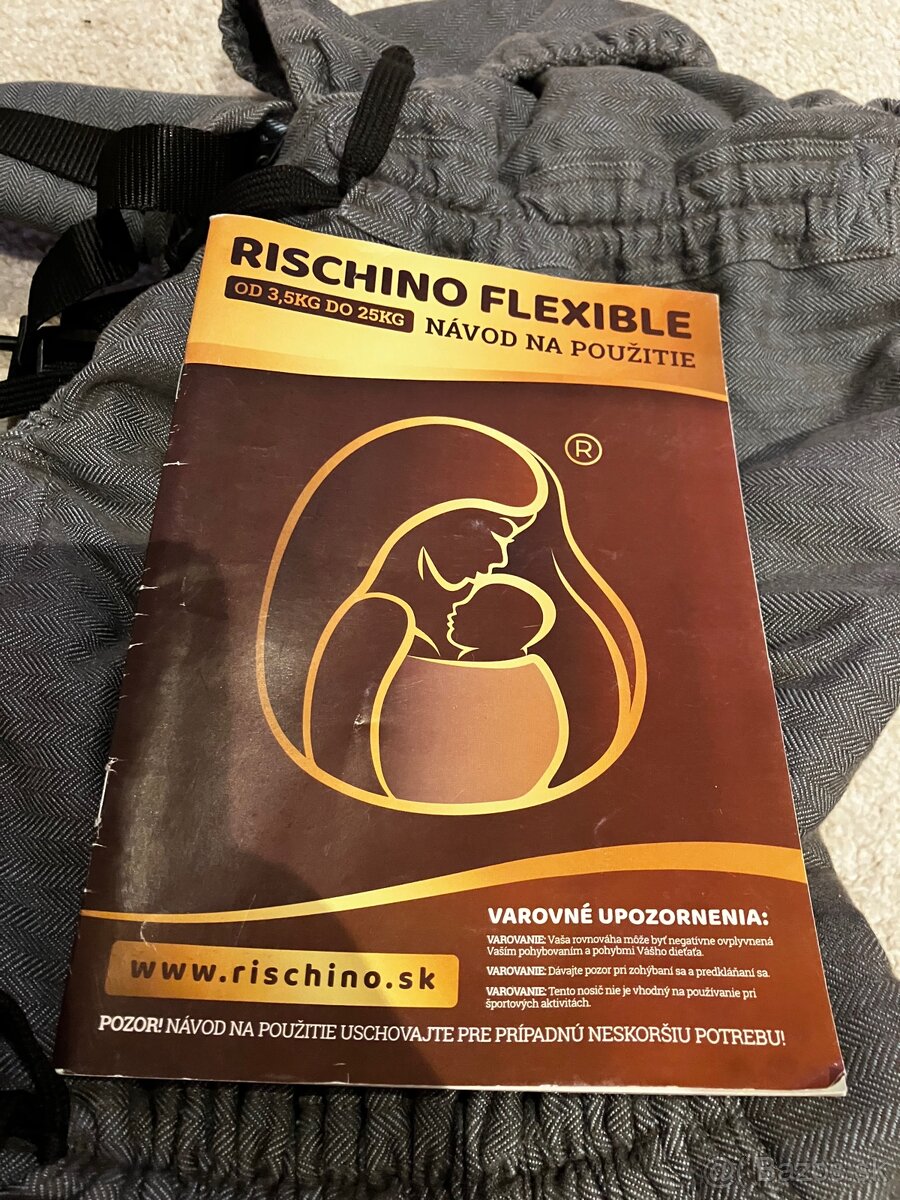 RISCHINO FLEXIBLE
OD 3,5KG DO 25KG
NÁVOD NA POUŽITIE
®
VAROVNÉ UPOZORNENIA:
VAROVANIE: Vaša rovnováha môže byť negatívne ovplyvnená
Vaším pohybovaním a pohybmi Vášho dieťaťa.
VAROVANIE: Dávajte pozor pri zohýbaní sa a predkláňaní sa.
VAROVANIE: Tento nosič nie je vhodný na používanie pri
športových aktivitách.
www.rischino.sk
POZOR! NÁVOD NA POUŽITIE USCHOVAJTE PRE PRÍPADNÚ NESKORŠIU POTREBU!
Bazos.sk